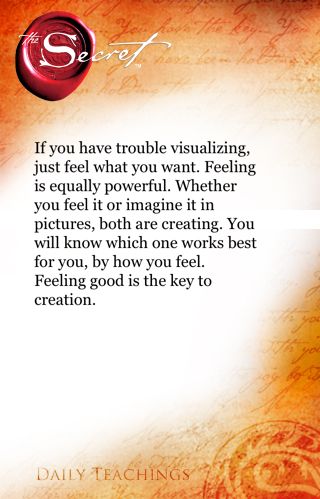 the Secret™
If you have trouble visualizing,
just feel what you want. Feeling
is equally powerful. Whether
you feel it or imagine it in
pictures, both are creating. You
will know which one works best
for you, by how you feel.
Feeling good is the key to
creation.
DAILY TEACHINGS